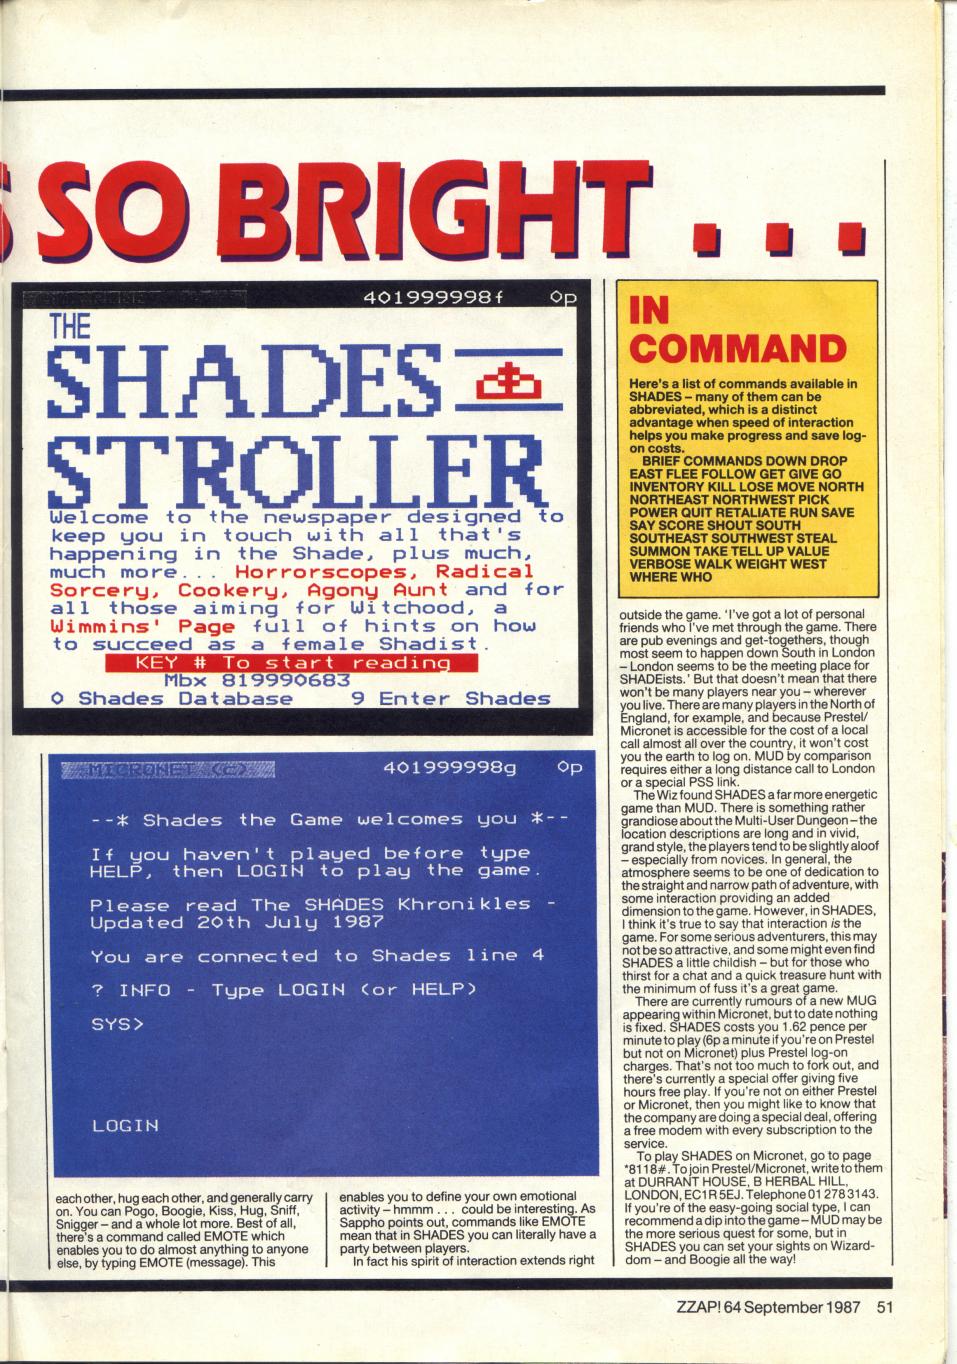 SO BRIGHT . . .
401999998f 0p
THE
SHADES
STROLLER
Welcome to the newspaper designed to
keep you in touch with all that's
happening in the Shade, plus much,
much more... Horrorscopes, Radical
Sorcery, Cookery, Agony Aunt and for
all those aiming for Witchood, a
Wimmins' Page full of hints on how
to succeed as a female Shadist.
KEY # To start reading
Mbx 819990683
0 Shades Database 9 Enter Shades
MICRONET (c) 401999998g 0p
--* Shades the Game welcomes you *--
If you haven't played before type
HELP, then LOGIN to play the game.
Please read The SHADES Khronikles -
Updated 20th July 1987
You are connected to Shades line 4
? INFO - Type LOGIN (or HELP)
SYS>
LOGIN
each other, hug each other, and generally carry
on. You can Pogo, Boogie, Kiss, Hug, Sniff,
Snigger – and a whole lot more. Best of all,
there's a command called EMOTE which
enables you to do almost anything to anyone
else, by typing EMOTE (message). This
enables you to define your own emotional
activity – hmmm . . . could be interesting. As
Sappho points out, commands like EMOTE
mean that in SHADES you can literally have a
party between players.
In fact his spirit of interaction extends right
IN
COMMAND
Here's a list of commands available in
SHADES – many of them can be
abbreviated, which is a distinct
advantage when speed of interaction
helps you make progress and save log-
on costs.
BRIEF COMMANDS DOWN DROP
EAST FLEE FOLLOW GET GIVE GO
INVENTORY KILL LOSE MOVE NORTH
NORTHEAST NORTHWEST PICK
POWER QUIT RETALIATE RUN SAVE
SAY SCORE SHOUT SOUTH
SOUTHEAST SOUTHWEST STEAL
SUMMON TAKE TELL UP VALUE
VERBOSE WALK WEIGHT WEST
WHERE WHO
outside the game. 'I've got a lot of personal
friends who I've met through the game. There
are pub evenings and get-togethers, though
most seem to happen down South in London
– London seems to be the meeting place for
SHADEists.' But that doesn't mean that there
won't be many players near you – wherever
you live. There are many players in the North of
England, for example, and because Prestel/
Micronet is accessible for the cost of a local
call almost all over the country, it won't cost
you the earth to log on. MUD by comparison
requires either a long distance call to London
or a special PSS link.
The Wiz found SHADES a far more energetic
game than MUD. There is something rather
grandiose about the Multi-User Dungeon – the
location descriptions are long and in vivid,
grand style, the players tend to be slightly aloof
– especially from novices. In general, the
atmosphere seems to be one of dedication to
the straight and narrow path of adventure, with
some interaction providing an added
dimension to the game. However, in SHADES,
I think it's true to say that interaction is the
game. For some serious adventurers, this may
not be so attractive, and some might even find
SHADES a little childish – but for those who
thirst for a chat and a quick treasure hunt with
the minimum of fuss it's a great game.
There are currently rumours of a new MUG
appearing within Micronet, but to date nothing
is fixed. SHADES costs you 1.62 pence per
minute to play (6p a minute if you're on Prestel
but not on Micronet) plus Prestel log-on
charges. That's not too much to fork out, and
there's currently a special offer giving five
hours free play. If you're not on either Prestel
or Micronet, then you might like to know that
the company are doing a special deal, offering
a free modem with every subscription to the
service.
To play SHADES on Micronet, go to page
*8118#. To join Prestel/Micronet, write to them
at DURRANT HOUSE, B HERBAL HILL,
LONDON, EC1R 5EJ. Telephone 01 278 3143.
If you're of the easy-going social type, I can
recommend a dip into the game – MUD may be
the more serious quest for some, but in
SHADES you can set your sights on Wizard-
dom – and Boogie all the way!
ZZAP! 64 September 1987 51